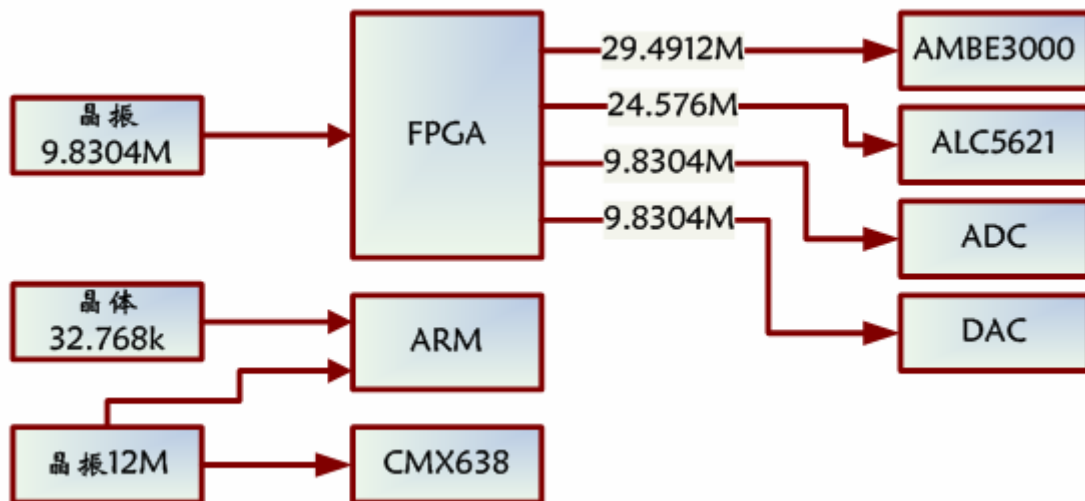 晶振
9.8304M
FPGA
29.4912M
24.576M
9.8304M
9.8304M
AMBE3000
ALC5621
ADC
DAC
晶体
32.768k
ARM
晶振12M
CMX638